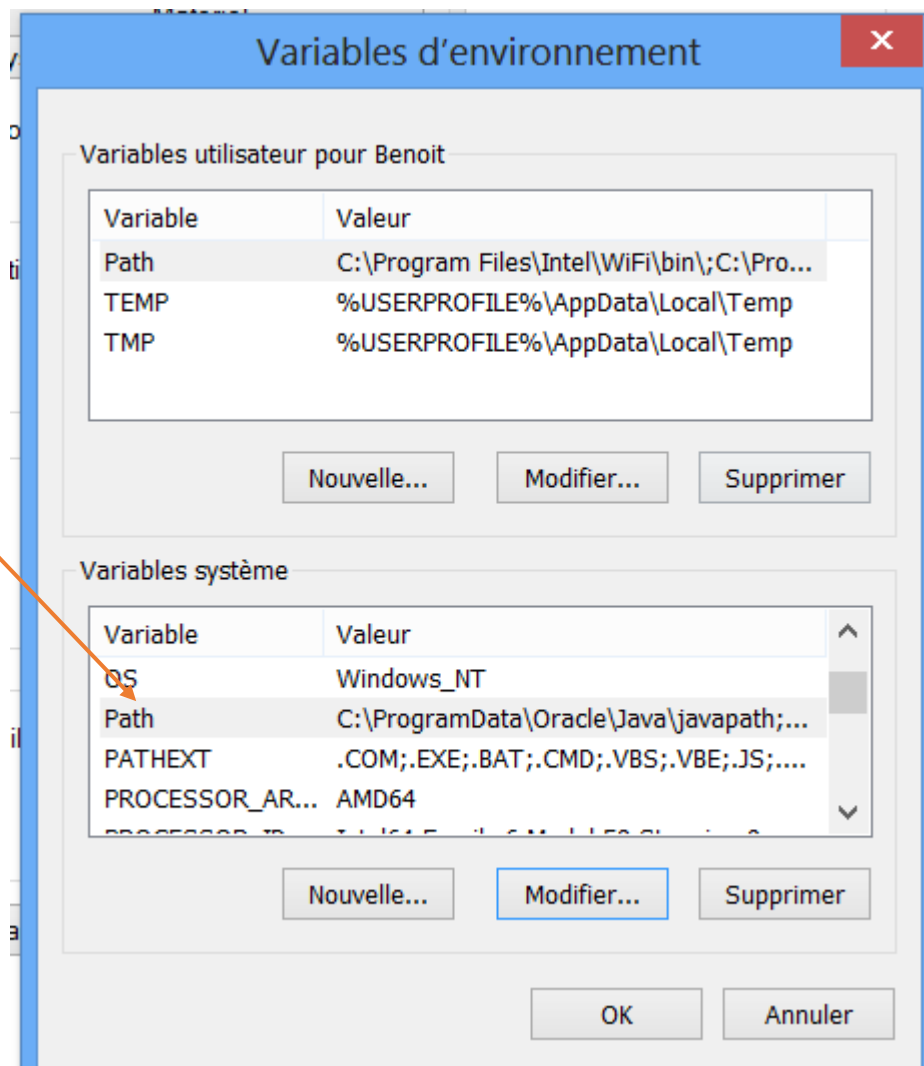 Variables d'environnement
Variables utilisateur pour Benoit
Variable Valeur
Path C:\Program Files\Intel\WiFi\bin\;C:\Pro...
TEMP %USERPROFILE%\AppData\Local\Temp
TMP %USERPROFILE%\AppData\Local\Temp
Nouvelle... Modifier... Supprimer
Variables système
Variable Valeur
OS Windows_NT
Path C:\ProgramData\Oracle\Java\javapath;...
PATHEXT .COM;.EXE;.BAT;.CMD;.VBS;.VBE;.JS;....
PROCESSOR_AR... AMD64
Nouvelle... Modifier... Supprimer
OK Annuler